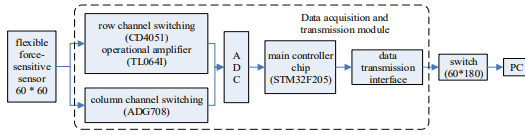 Data acquisition and
transmission module
flexible
force-
sensitive
sensor
60 * 60
row channel switching
(CD4051)
operational amplifier
(TL064I)
column channel switching
(ADG708)
A
D
C
main controller
chip
(STM32F205)
data
transmission
interface
switch
(60*180)
PC